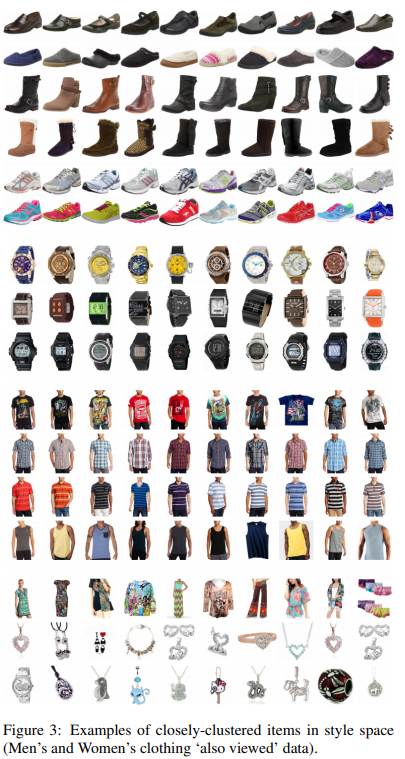 Figure 3: Examples of closely-clustered items in style space
(Men's and Women's clothing ‘also viewed’ data).